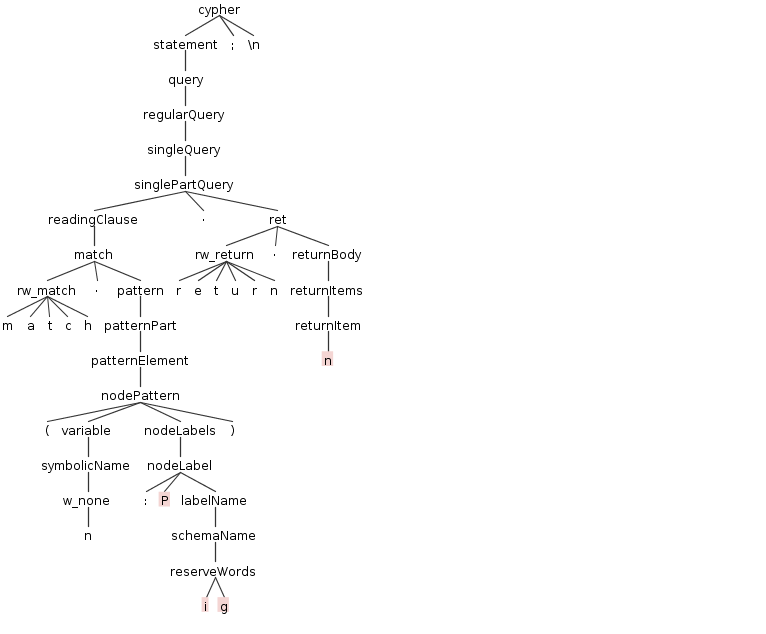 cypher
statement ; \n
query
regularQuery
singleQuery
singlePartQuery
readingClause · ret
match rw_return · returnBody
rw_match · pattern r e t u r n returnItems
m a t c h patternPart returnItem
patternElement n
nodePattern
( variable nodeLabels )
symbolicName nodeLabel
w_none : P labelName
n schemaName
reserveWords
i g